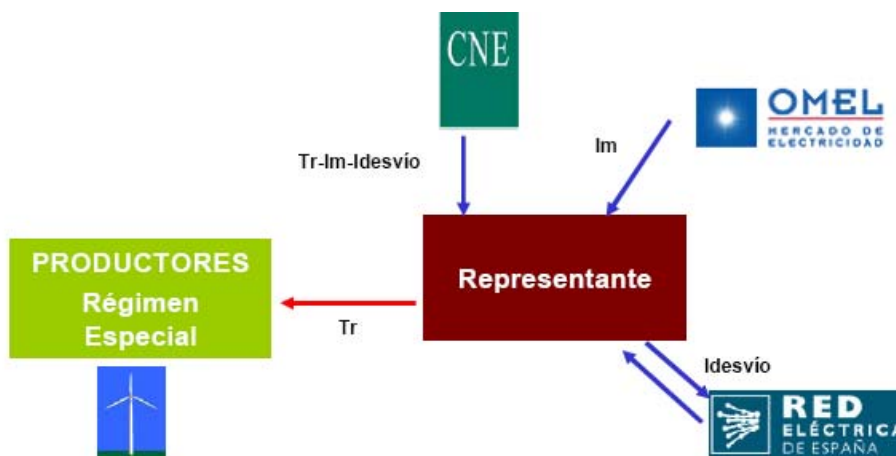 CNE
OMEL
MERCADO DE
ELECTRICIDAD
Im
Tr-Im-Idesvío
PRODUCTORES
Régimen
Especial
Representante
Tr
Idesvío
RED
ELÉCTRICA
DE ESPAÑA